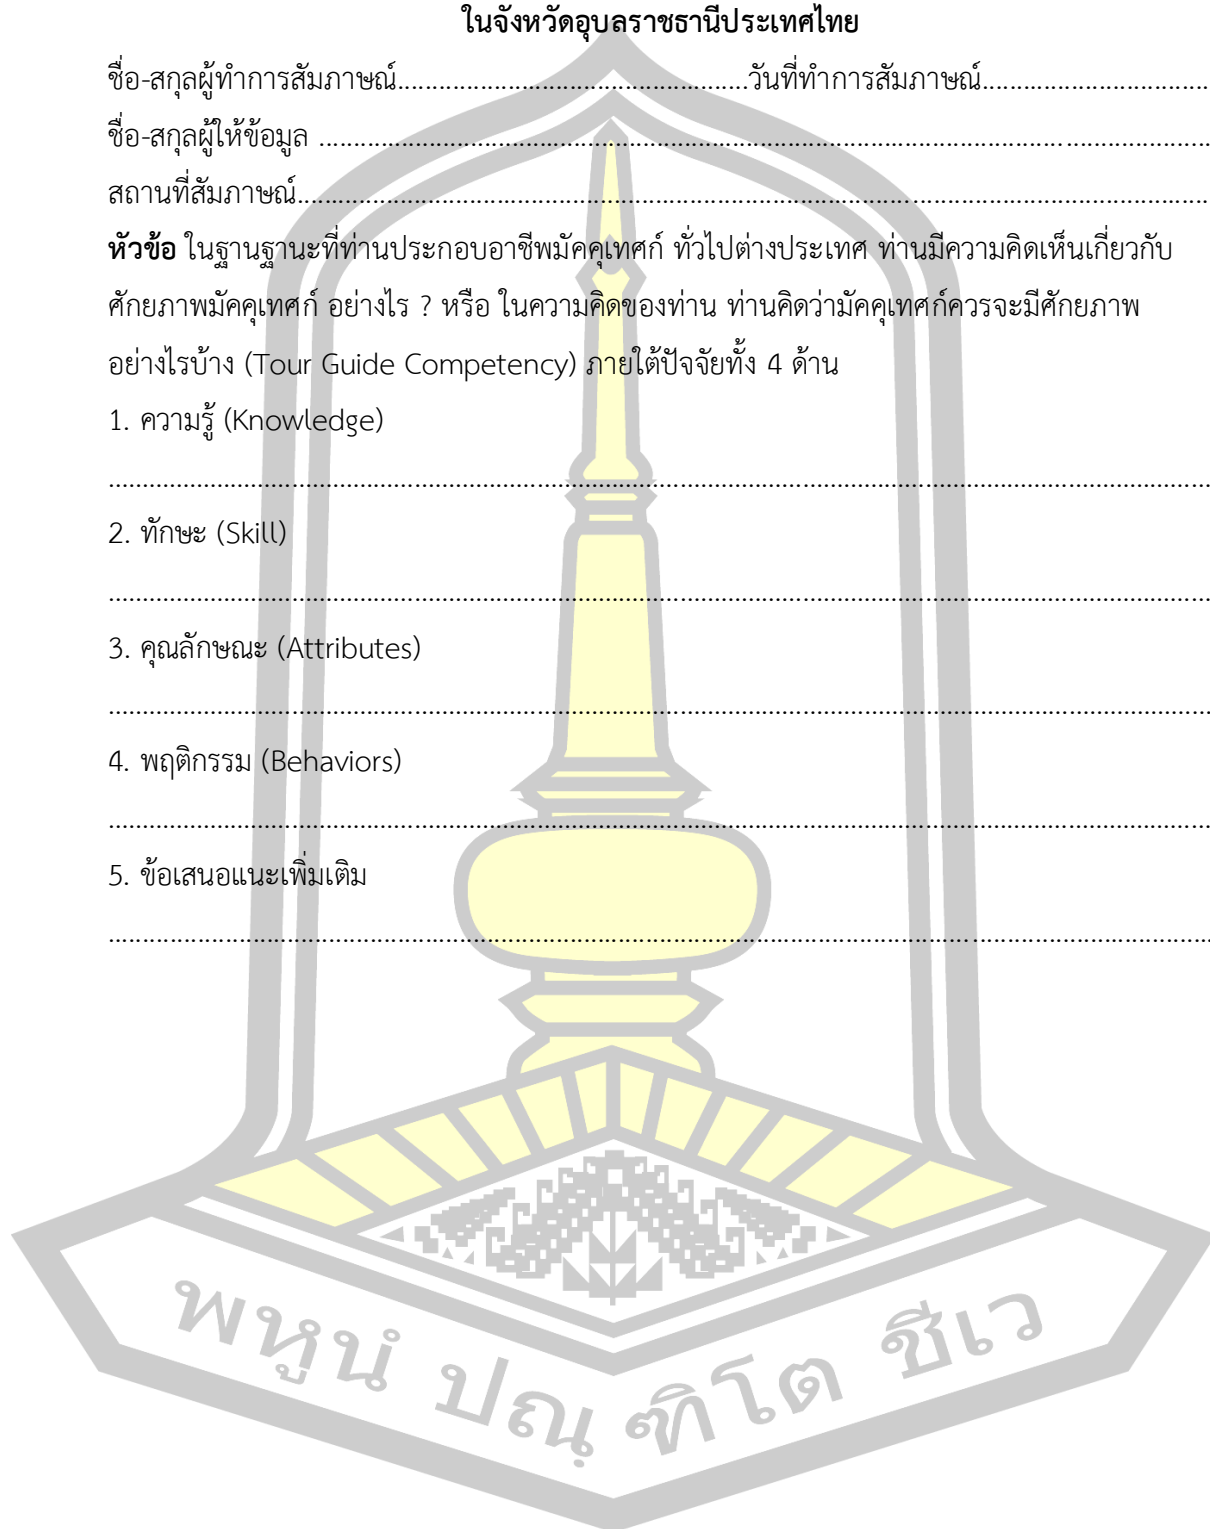 ในจังหวัดอุบลราชธานีประเทศไทย
ชื่อ-สกุลผู้ทำการสัมภาษณ์..................................................วันที่ทำการสัมภาษณ์.................................
ชื่อ-สกุลผู้ให้ข้อมูล ................................................................................................................................
สถานที่สัมภาษณ์....................................................................................................................................
หัวข้อ ในฐานฐานะที่ท่านประกอบอาชีพมัคคุเทศก์ ทั่วไปต่างประเทศ ท่านมีความคิดเห็นเกี่ยวกับ
ศักยภาพมัคคุเทศก์ อย่างไร ? หรือ ในความคิดของท่าน ท่านคิดว่ามัคคุเทศก์ควรจะมีศักยภาพ
อย่างไรบ้าง (Tour Guide Competency) ภายใต้ปัจจัยทั้ง 4 ด้าน
1. ความรู้ (Knowledge)
................................................................................................................................................................
2. ทักษะ (Skill)
................................................................................................................................................................
3. คุณลักษณะ (Attributes)
................................................................................................................................................................
4. พฤติกรรม (Behaviors)
................................................................................................................................................................
5. ข้อเสนอแนะเพิ่มเติม
................................................................................................................................................................
พหูนํ ปณฺฑิโต ชีเว